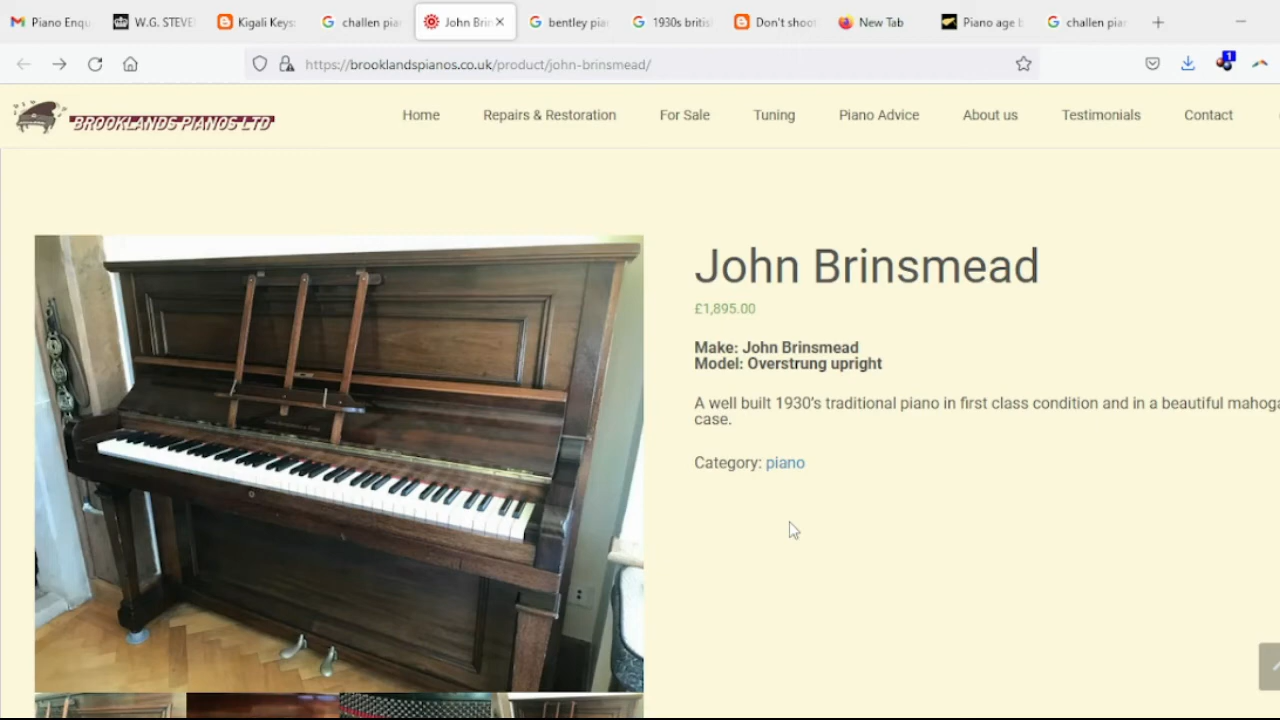 Piano Enqu
W.G. STEVE
Kigali Keys:
challen pia
John Brin
bentley pia
1930s britis
Don't shoot
New Tab
Piano age b
challen pia
https://brooklandspianos.co.uk/product/john-brinsmead/
1
BROOKLANDS PIANOS LTD
Home
Repairs & Restoration
For Sale
Tuning
Piano Advice
About us
Testimonials
Contact
John Brinsmead
£1,895.00
Make: John Brinsmead
Model: Overstrung upright
A well built 1930's traditional piano in first class condition and in a beautiful mahoga
case.
Category: piano